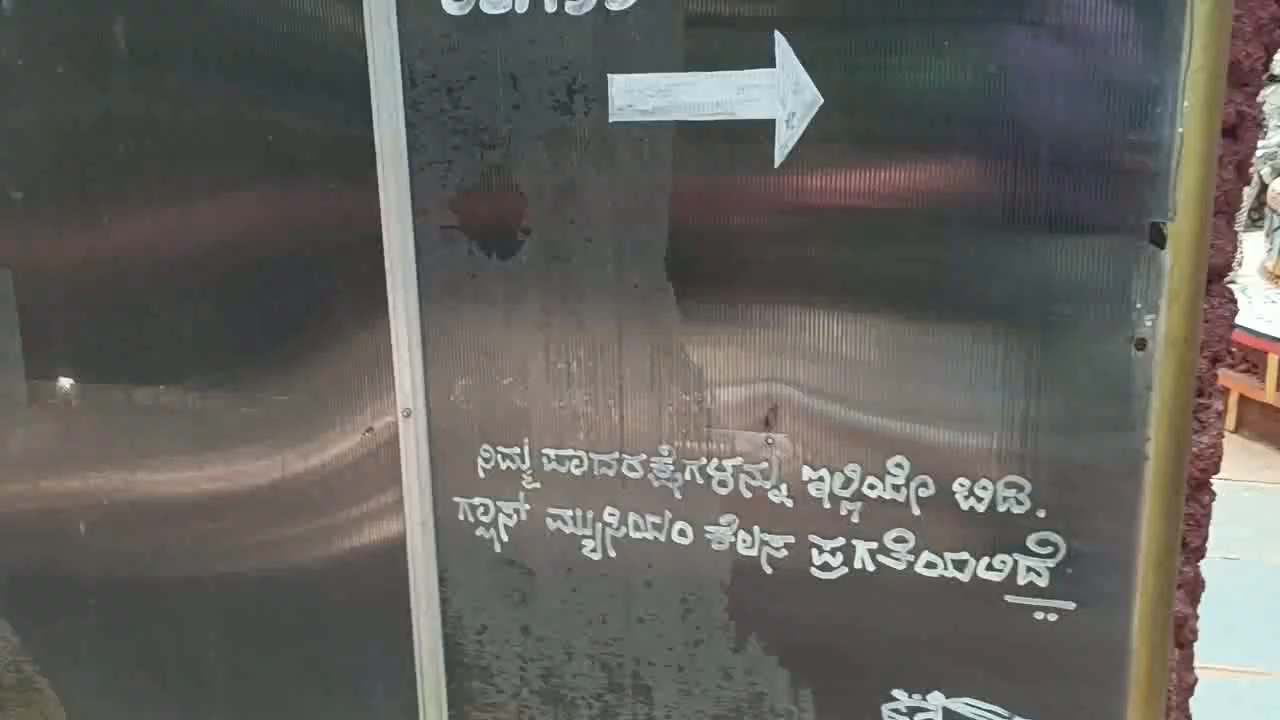 ನಿಮ್ಮ ಪಾದರಕ್ಷೆಗಳನ್ನು ಇಲ್ಲಿಯೇ ಬಿಡಿ.
ಗ್ಲಾಸ್ ಮ್ಯುಸಿಯಂ ಕೆಲಸ ಪ್ರಗತಿಯಲಿದೆ